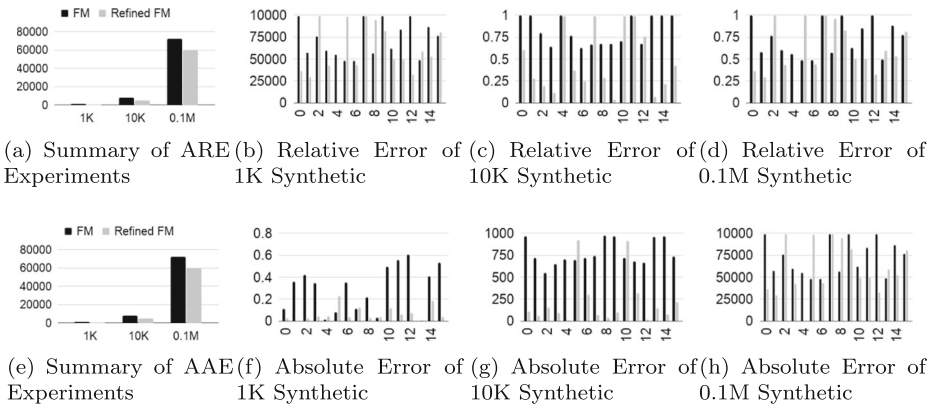 FM Refined FM
80000
60000
40000
20000
0
1K 10K 0.1M
(a) Summary of ARE Experiments
10000
75000
50000
25000
0
0 2 4 6 8 10 12 14
(b) Relative Error of 1K Synthetic
1
0.75
0.5
0.25
0
0 2 4 6 8 10 12 14
(c) Relative Error of 10K Synthetic
1
0.75
0.5
0.25
0
0 2 4 6 8 10 12 14
(d) Relative Error of 0.1M Synthetic
FM Refined FM
80000
60000
40000
20000
0
1K 10K 0.1M
(e) Summary of AAE Experiments
0.8
0.6
0.4
0.2
0
0 2 4 6 8 10 12 14
(f) Absolute Error of 1K Synthetic
1000
750
500
250
0
0 2 4 6 8 10 12 14
(g) Absolute Error of 10K Synthetic
10000
75000
50000
25000
0
0 2 4 6 8 10 12 14
(h) Absolute Error of 0.1M Synthetic